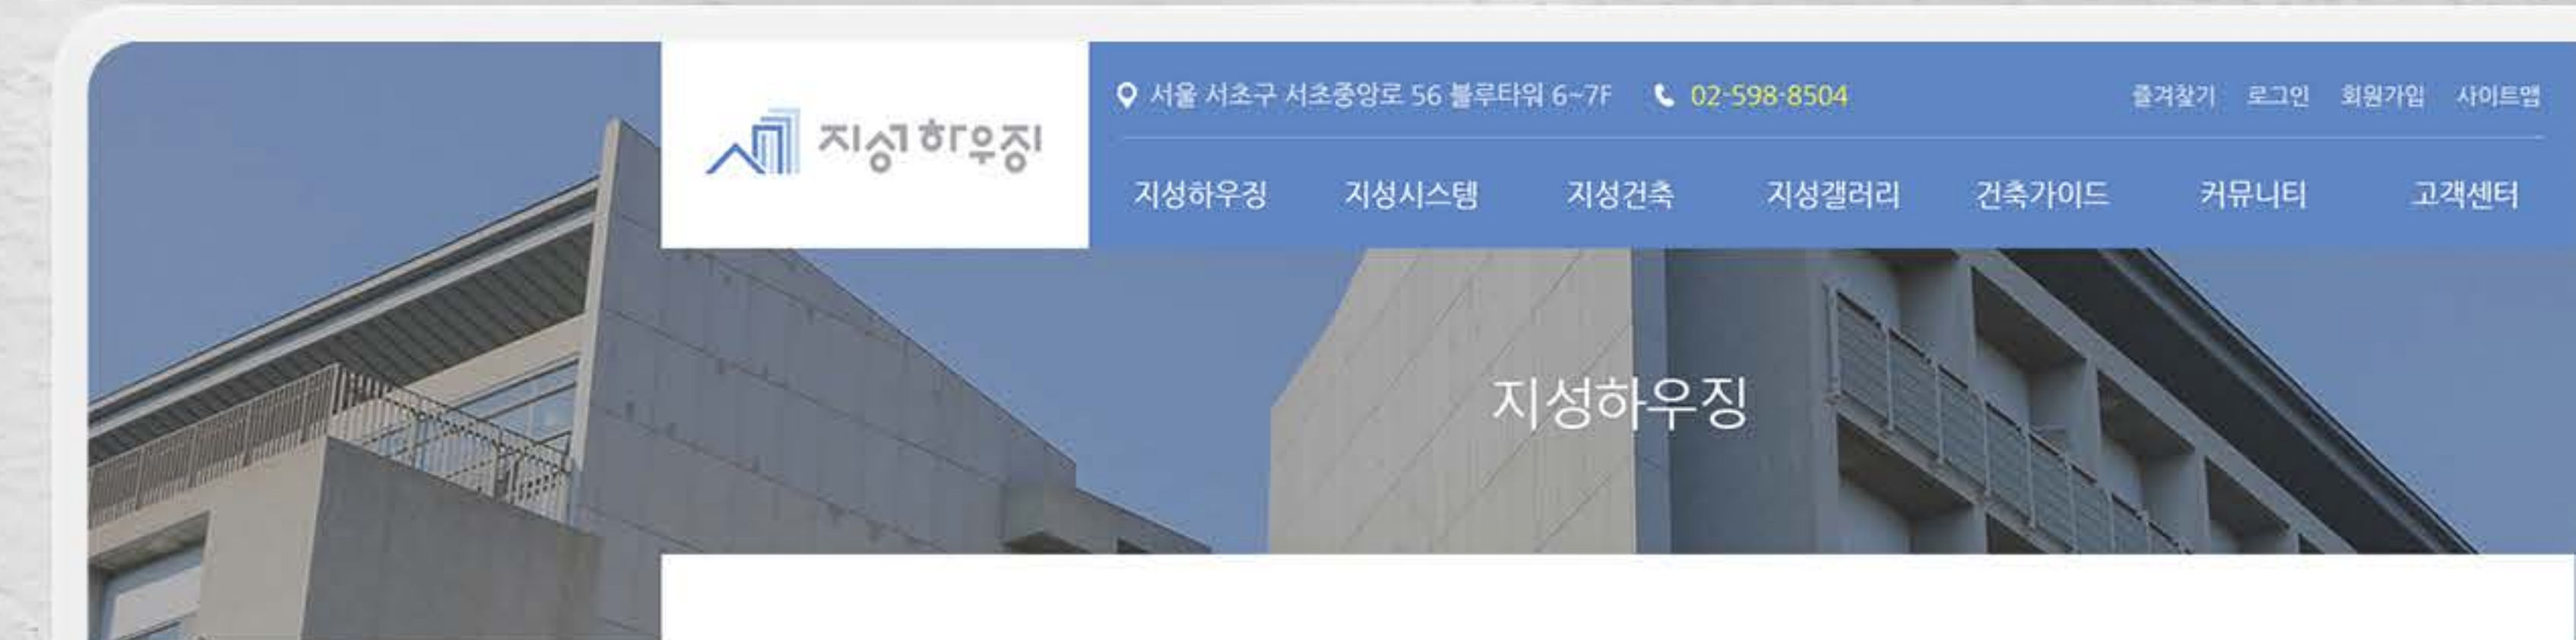 지성하우징
서울 서초구 서초중앙로 56 블루타워 6~7F 02-598-8504 즐겨찾기 로그인 회원가입 사이트맵
지성하우징 지성시스템 지성건축 지성갤러리 건축가이드 커뮤니티 고객센터
지성하우징